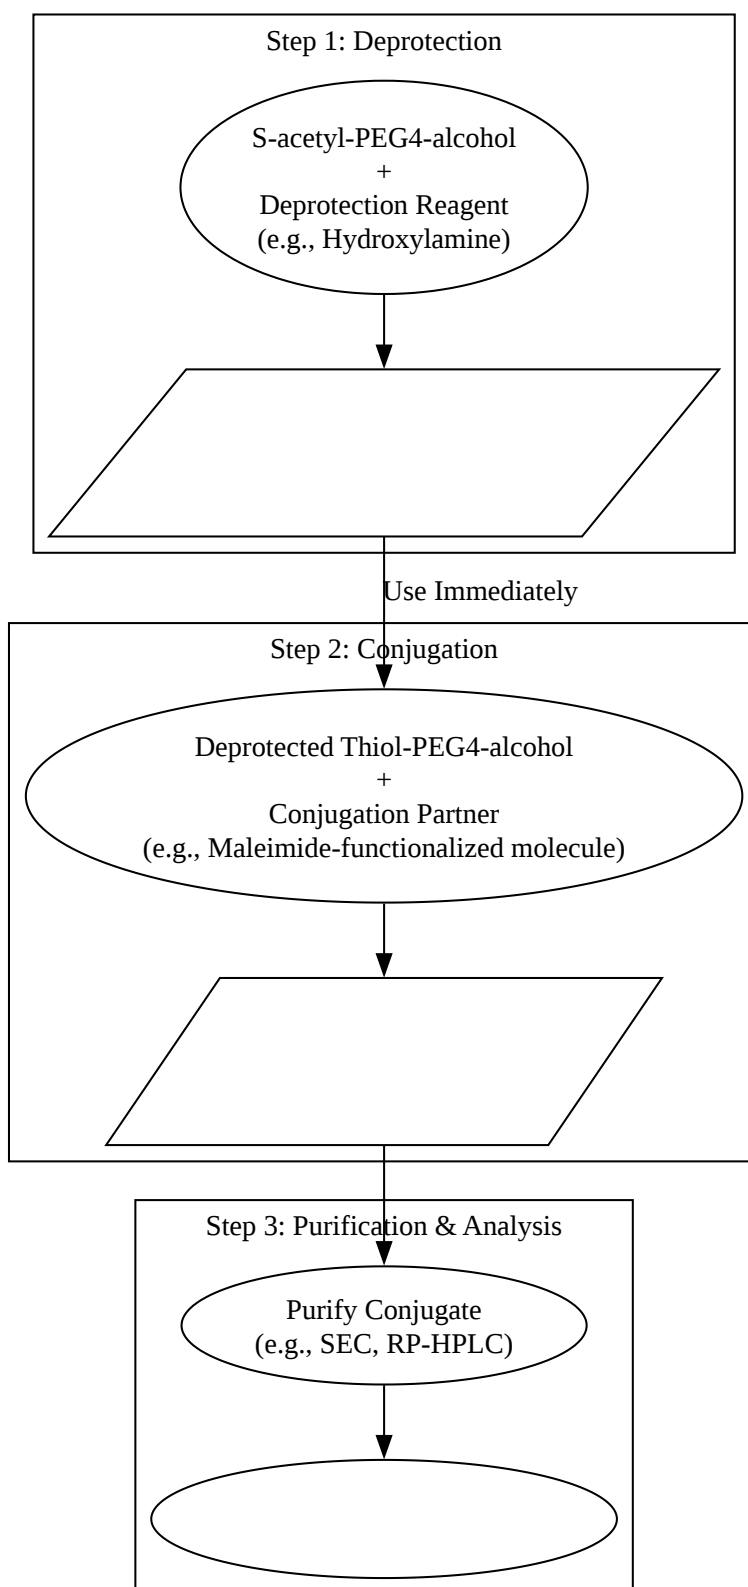 Step 1: Deprotection
S-acetyl-PEG4-alcohol
+
Deprotection Reagent
(e.g., Hydroxylamine)
Use Immediately
Step 2: Conjugation
Deprotected Thiol-PEG4-alcohol
+
Conjugation Partner
(e.g., Maleimide-functionalized molecule)
Step 3: Purification & Analysis
Purify Conjugate
(e.g., SEC, RP-HPLC)